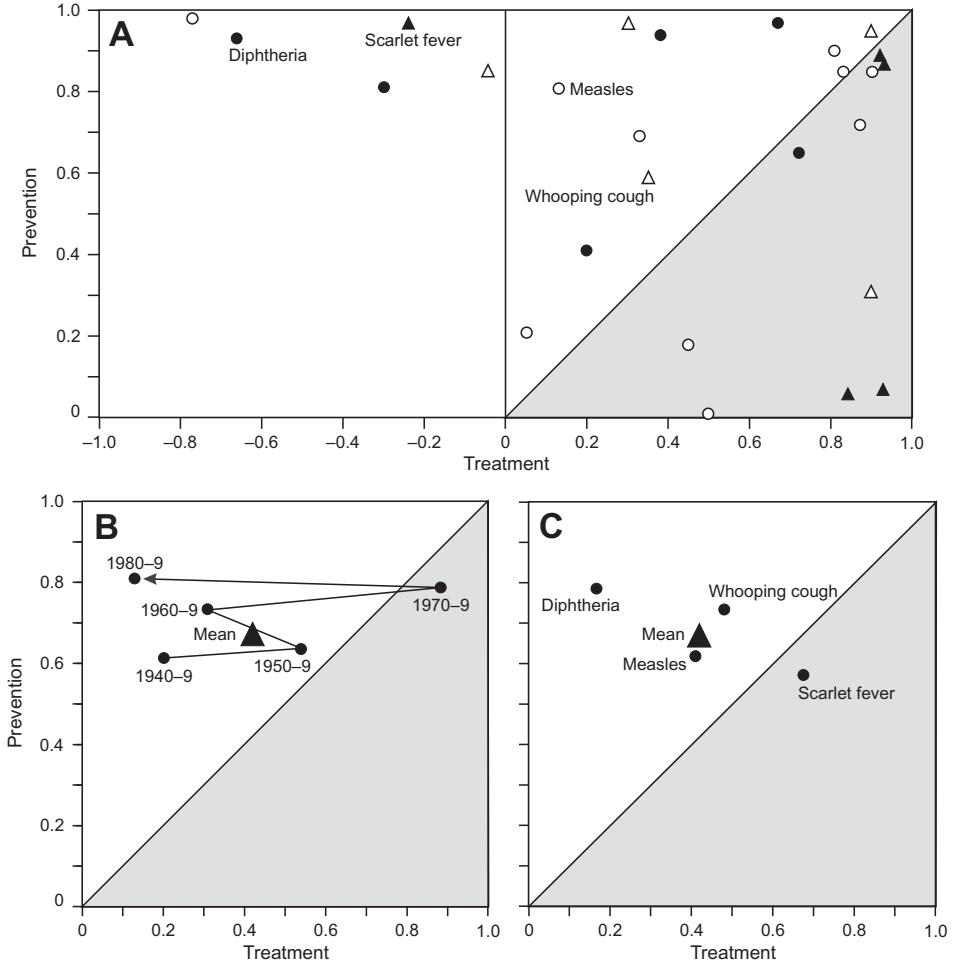 A
1.0
0.8
0.6
0.4
0.2
0
Prevention
Diphtheria
Scarlet fever
Measles
Whooping cough
–1.0 –0.8 –0.6 –0.4 –0.2 0 0.2 0.4 0.6 0.8 1.0
Treatment
B
1.0
0.8
0.6
0.4
0.2
0
Prevention
1980–9
1960–9
1970–9
Mean
1950–9
1940–9
0 0.2 0.4 0.6 0.8 1.0
Treatment
C
Diphtheria
Whooping cough
Mean
Measles
Scarlet fever
0 0.2 0.4 0.6 0.8 1.0
Treatment